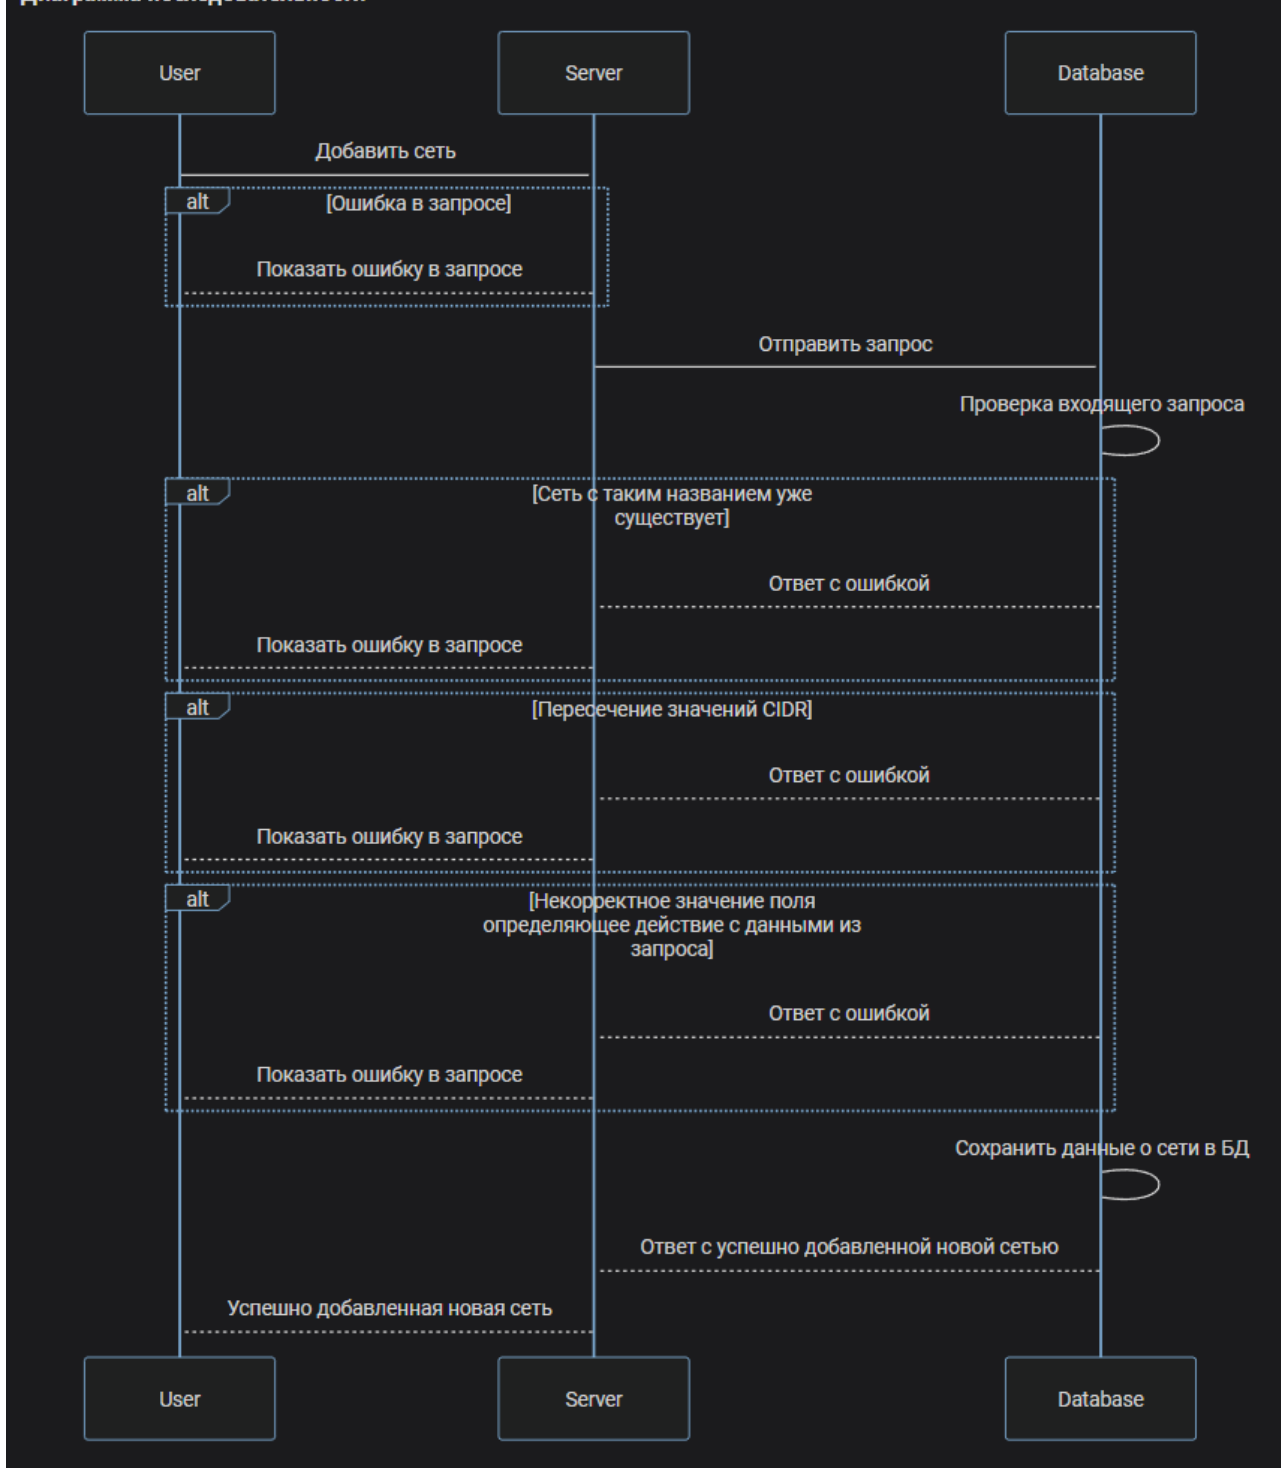 Диаграмма последовательности
User
Server
Database
Добавить сеть
alt
[Ошибка в запросе]
Показать ошибку в запросе
Отправить запрос
Проверка входящего запроса
alt
[Сеть с таким названием уже
существует]
Ответ с ошибкой
Показать ошибку в запросе
alt
[Пересечение значений CIDR]
Ответ с ошибкой
Показать ошибку в запросе
alt
[Некорректное значение поля
определяющее действие с данными из
запроса]
Ответ с ошибкой
Показать ошибку в запросе
Сохранить данные о сети в БД
Ответ с успешно добавленной новой сетью
Успешно добавленная новая сеть
User
Server
Database